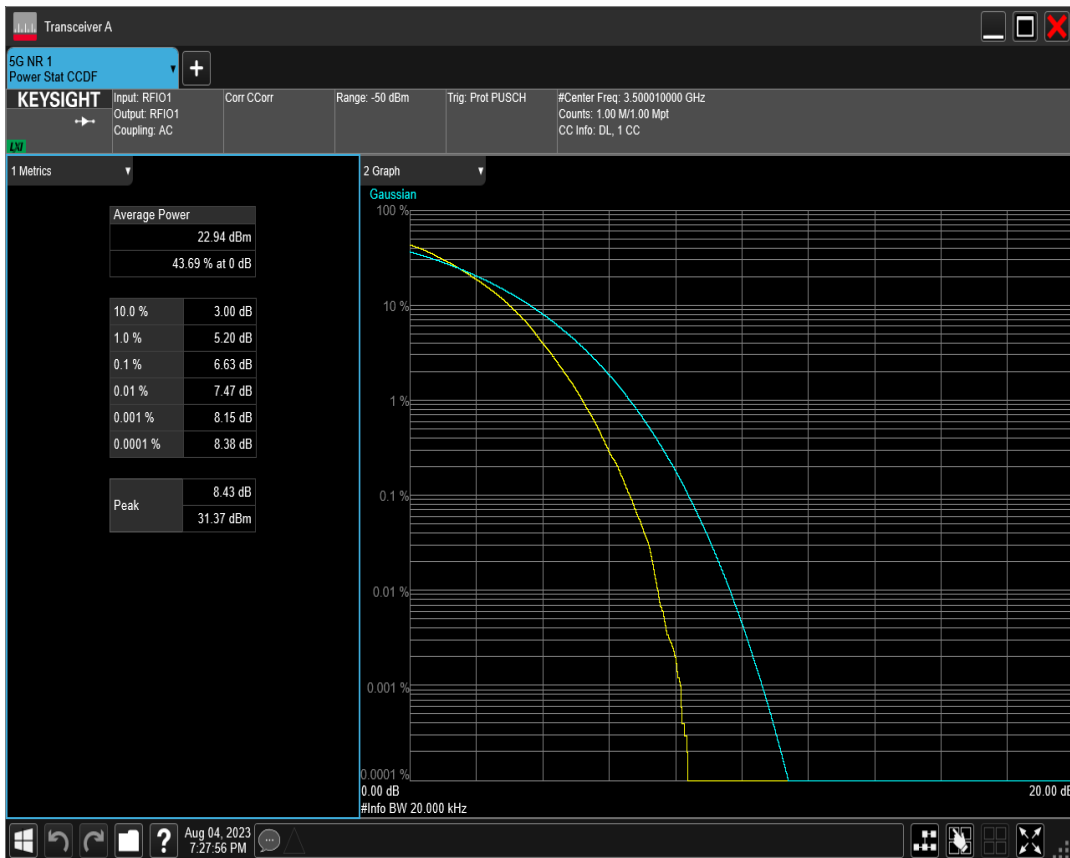 Transceiver A
5G NR 1
Power Stat CCDF
+
KEYSIGHT
LXI
Input: RFIO1
Output: RFIO1
Coupling: AC
Corr CCorr
Range: -50 dBm
Trig: Prot PUSCH
#Center Freq: 3.500010000 GHz
Counts: 1.00 M/1.00 Mpt
CC Info: DL, 1 CC
1 Metrics
Average Power
22.94 dBm
43.69 % at 0 dB
10.0 % 3.00 dB
1.0 % 5.20 dB
0.1 % 6.63 dB
0.01 % 7.47 dB
0.001 % 8.15 dB
0.0001 % 8.38 dB
Peak 8.43 dB
31.37 dBm
2 Graph
Gaussian
100 %
10 %
1 %
0.1 %
0.01 %
0.001 %
0.0001 %
0.00 dB 20.00 dB
#Info BW 20.000 kHz
? Aug 04, 2023
7:27:56 PM